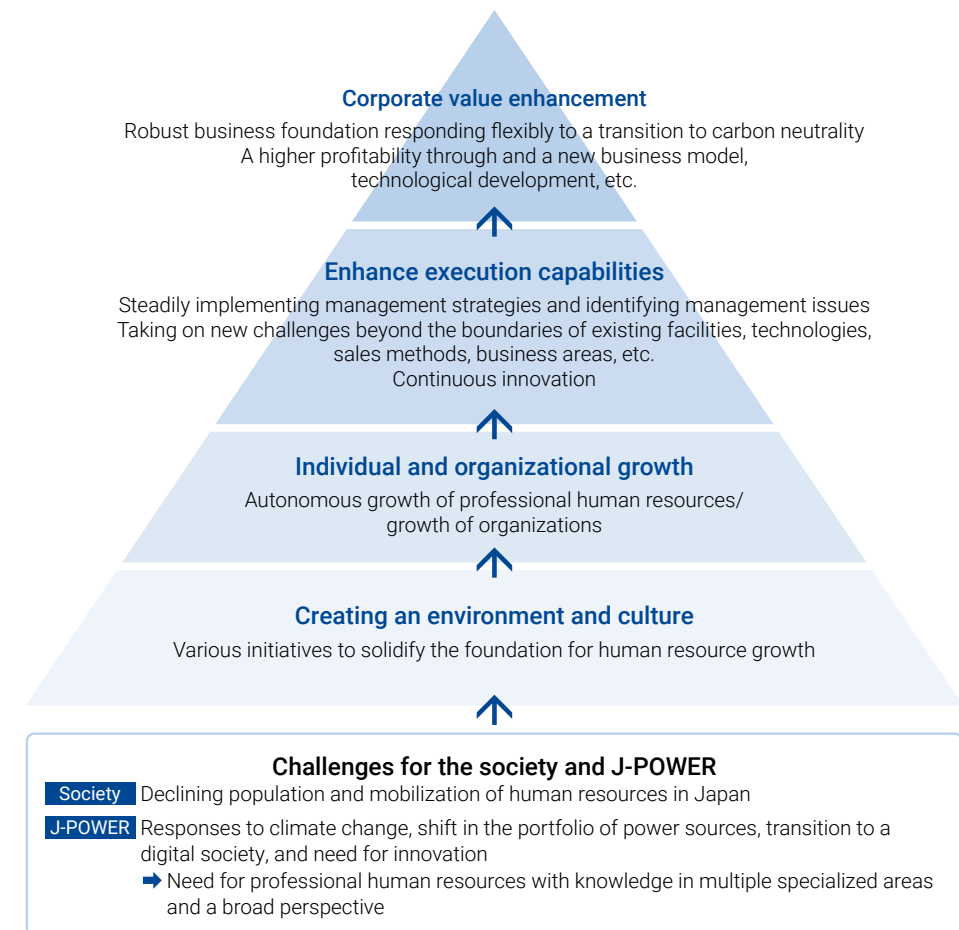 Corporate value enhancement
Robust business foundation responding flexibly to a transition to carbon neutrality
A higher profitability through and a new business model,
technological development, etc.
Enhance execution capabilities
Steadily implementing management strategies and identifying management issues
Taking on new challenges beyond the boundaries of existing facilities, technologies,
sales methods, business areas, etc.
Continuous innovation
Individual and organizational growth
Autonomous growth of professional human resources/
growth of organizations
Creating an environment and culture
Various initiatives to solidify the foundation for human resource growth
Challenges for the society and J-POWER
Society Declining population and mobilization of human resources in Japan
J-POWER Responses to climate change, shift in the portfolio of power sources, transition to a
digital society, and need for innovation
Need for professional human resources with knowledge in multiple specialized areas
and a broad perspective